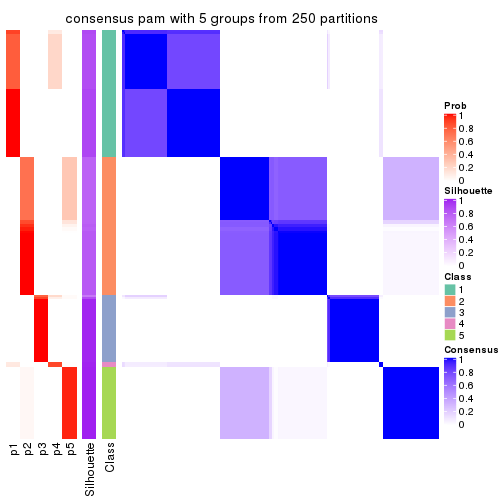 consensus pam with 5 groups from 250 partitions
Prob
1
0.8
0.6
0.4
0.2
0
Silhouette
1
0.8
0.6
0.4
0.2
0
Class
1
2
3
4
5
Consensus
1
0.8
0.6
0.4
0.2
0
p1
p2
p3
p4
p5
Silhouette
Class